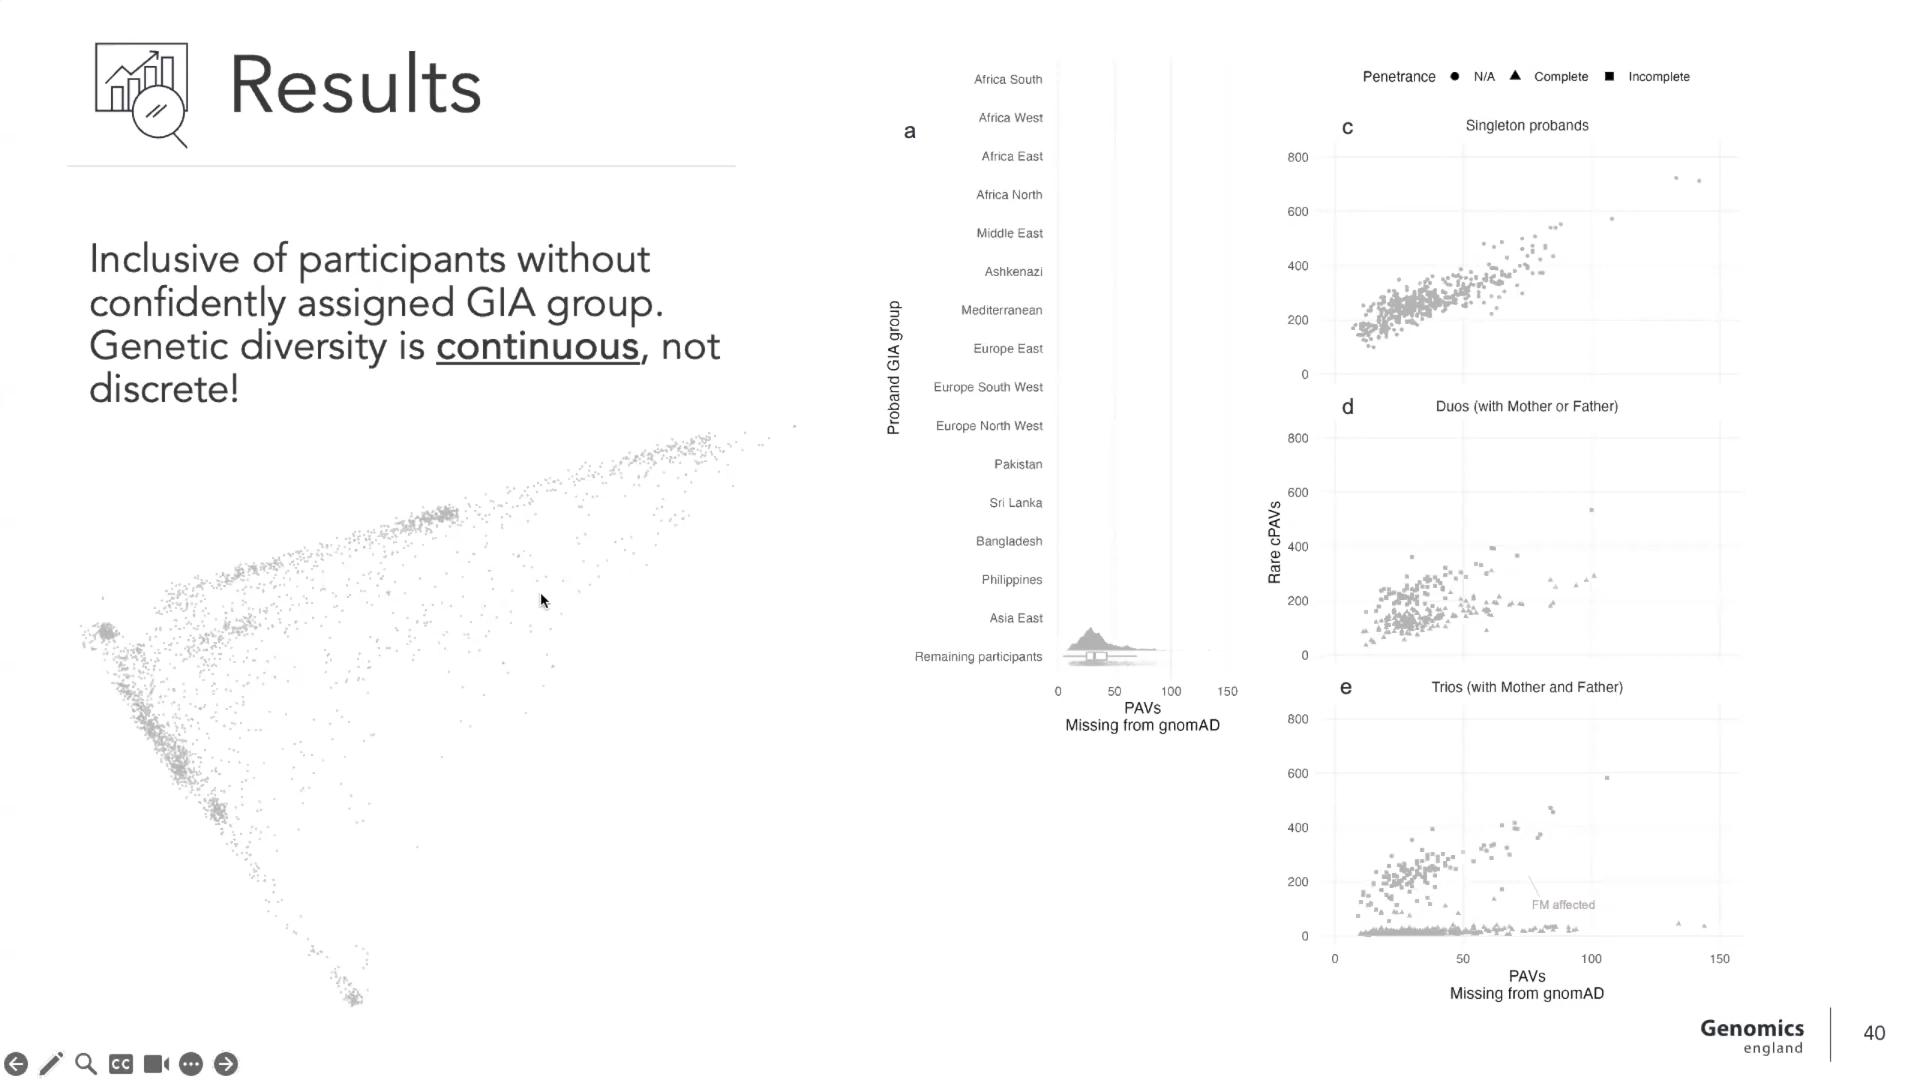 Results
Inclusive of participants without
confidently assigned GIA group.
Genetic diversity is continuous, not
discrete!
a
Proband GIA group
Africa South
Africa West
Africa East
Africa North
Middle East
Ashkenazi
Mediterranean
Europe East
Europe South West
Europe North West
Pakistan
Sri Lanka
Bangladesh
Philippines
Asia East
Remaining participants
0 50 100 150
PAVs
Missing from gnomAD
Penetrance N/A Complete Incomplete
c Singleton probands
800
600
400
200
0
d Duos (with Mother or Father)
800
600
400
200
0
Rare cPAVs
e Trios (with Mother and Father)
800
600
400
200
0
FM affected
0 50 100 150
PAVs
Missing from gnomAD
Genomics
england
40
CC